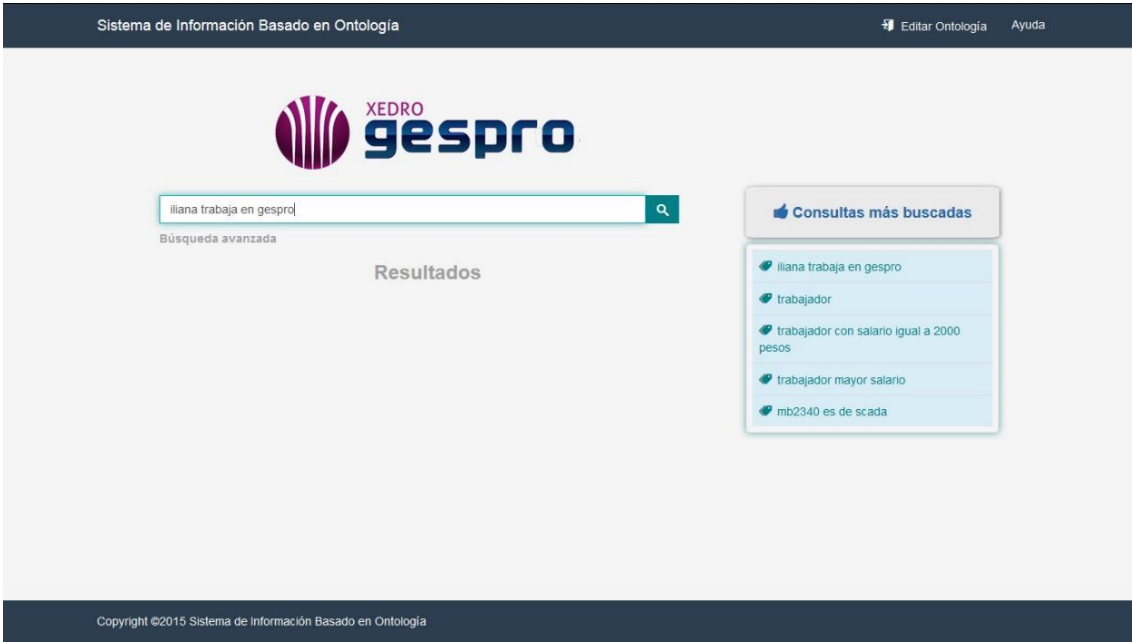 Sistema de Información Basado en Ontología
Editar Ontología
Ayuda
XEDRO
gespro
iliana trabaja en gespro
Búsqueda avanzada
Resultados
Consultas más buscadas
iliana trabaja en gespro
trabajador
trabajador con salario igual a 2000
pesos
trabajador mayor salario
mb2340 es de scada
Copyright ©2015 Sistema de Información Basado en Ontología